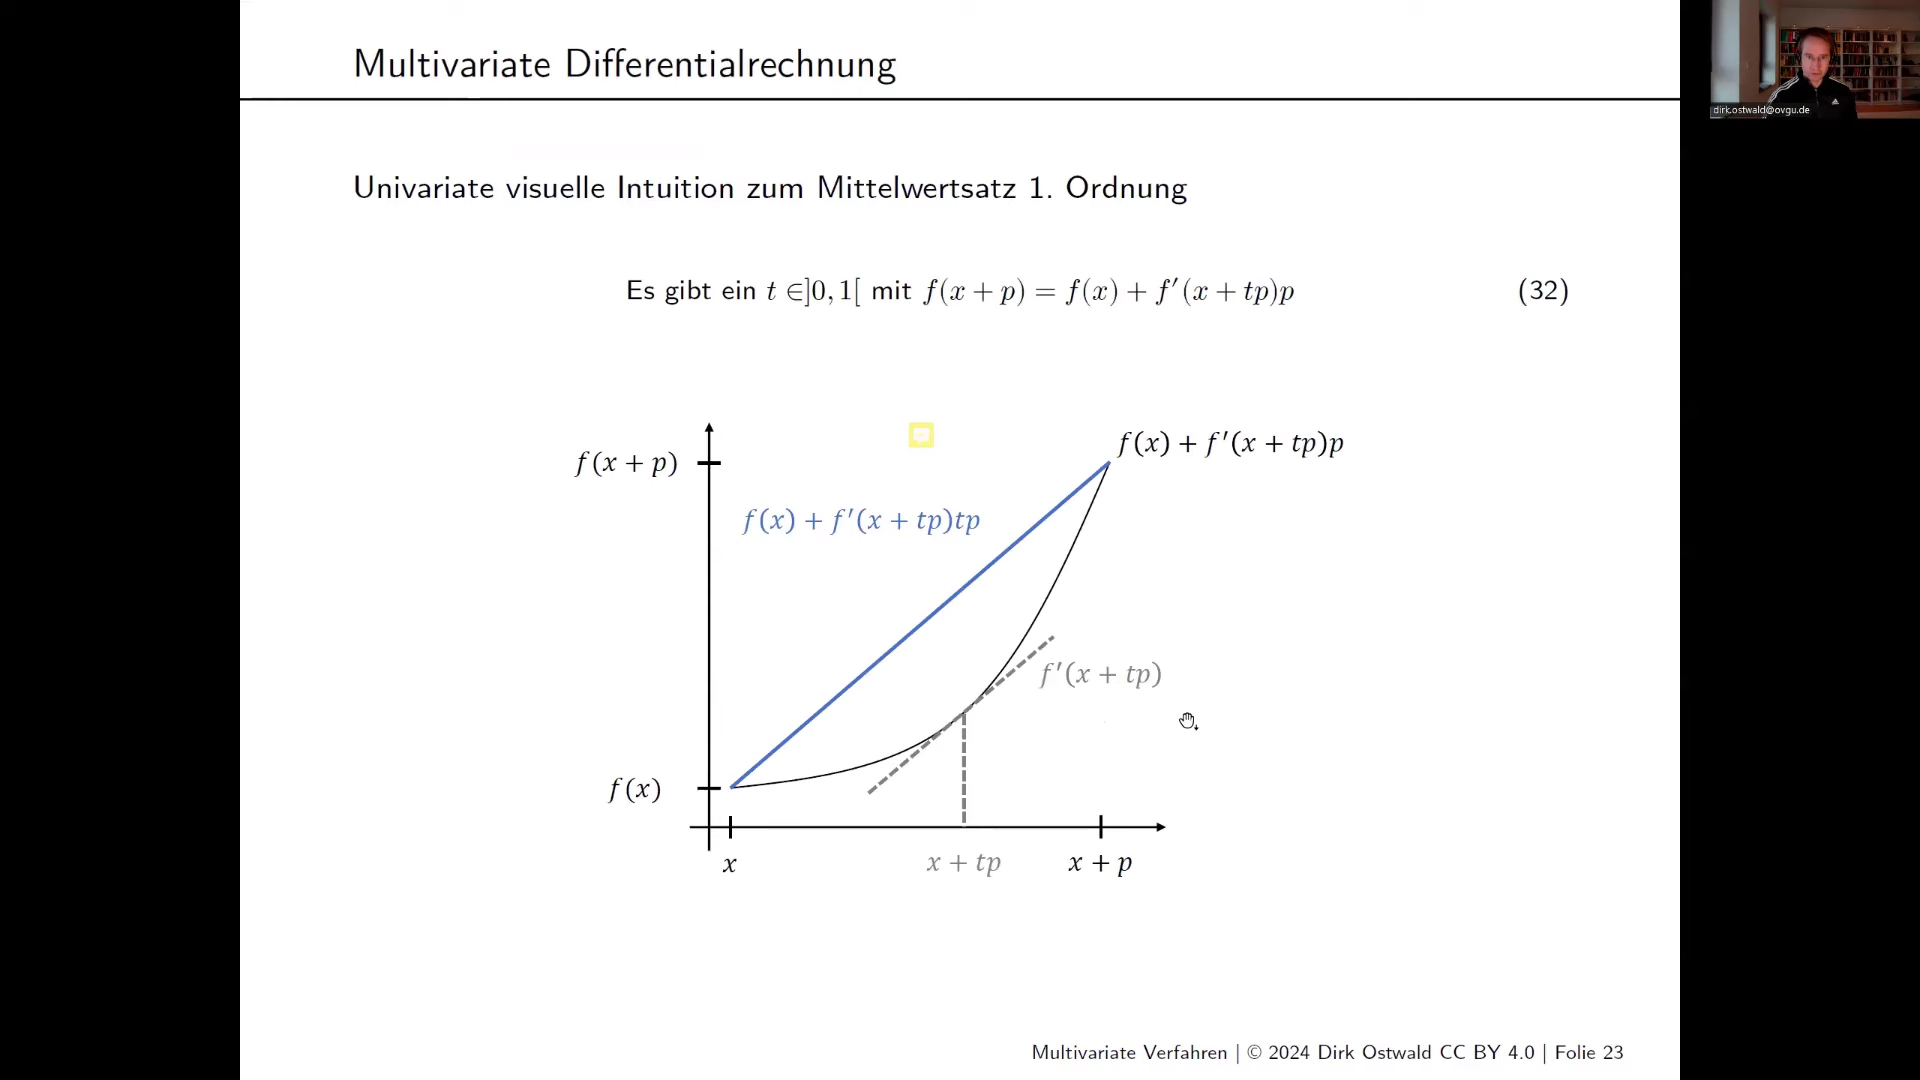 Multivariate Differentialrechnung
dirk.ostwald@ovgu.de
Univariate visuelle Intuition zum Mittelwertsatz 1. Ordnung
Es gibt ein t ∈]0, 1[ mit f(x + p) = f(x) + f′(x + tp)p (32)
f(x) + f′(x + tp)p
f(x + p)
f(x) + f′(x + tp)tp
f′(x + tp)
f(x)
x
x + tp
x + p
Multivariate Verfahren | © 2024 Dirk Ostwald CC BY 4.0 | Folie 23